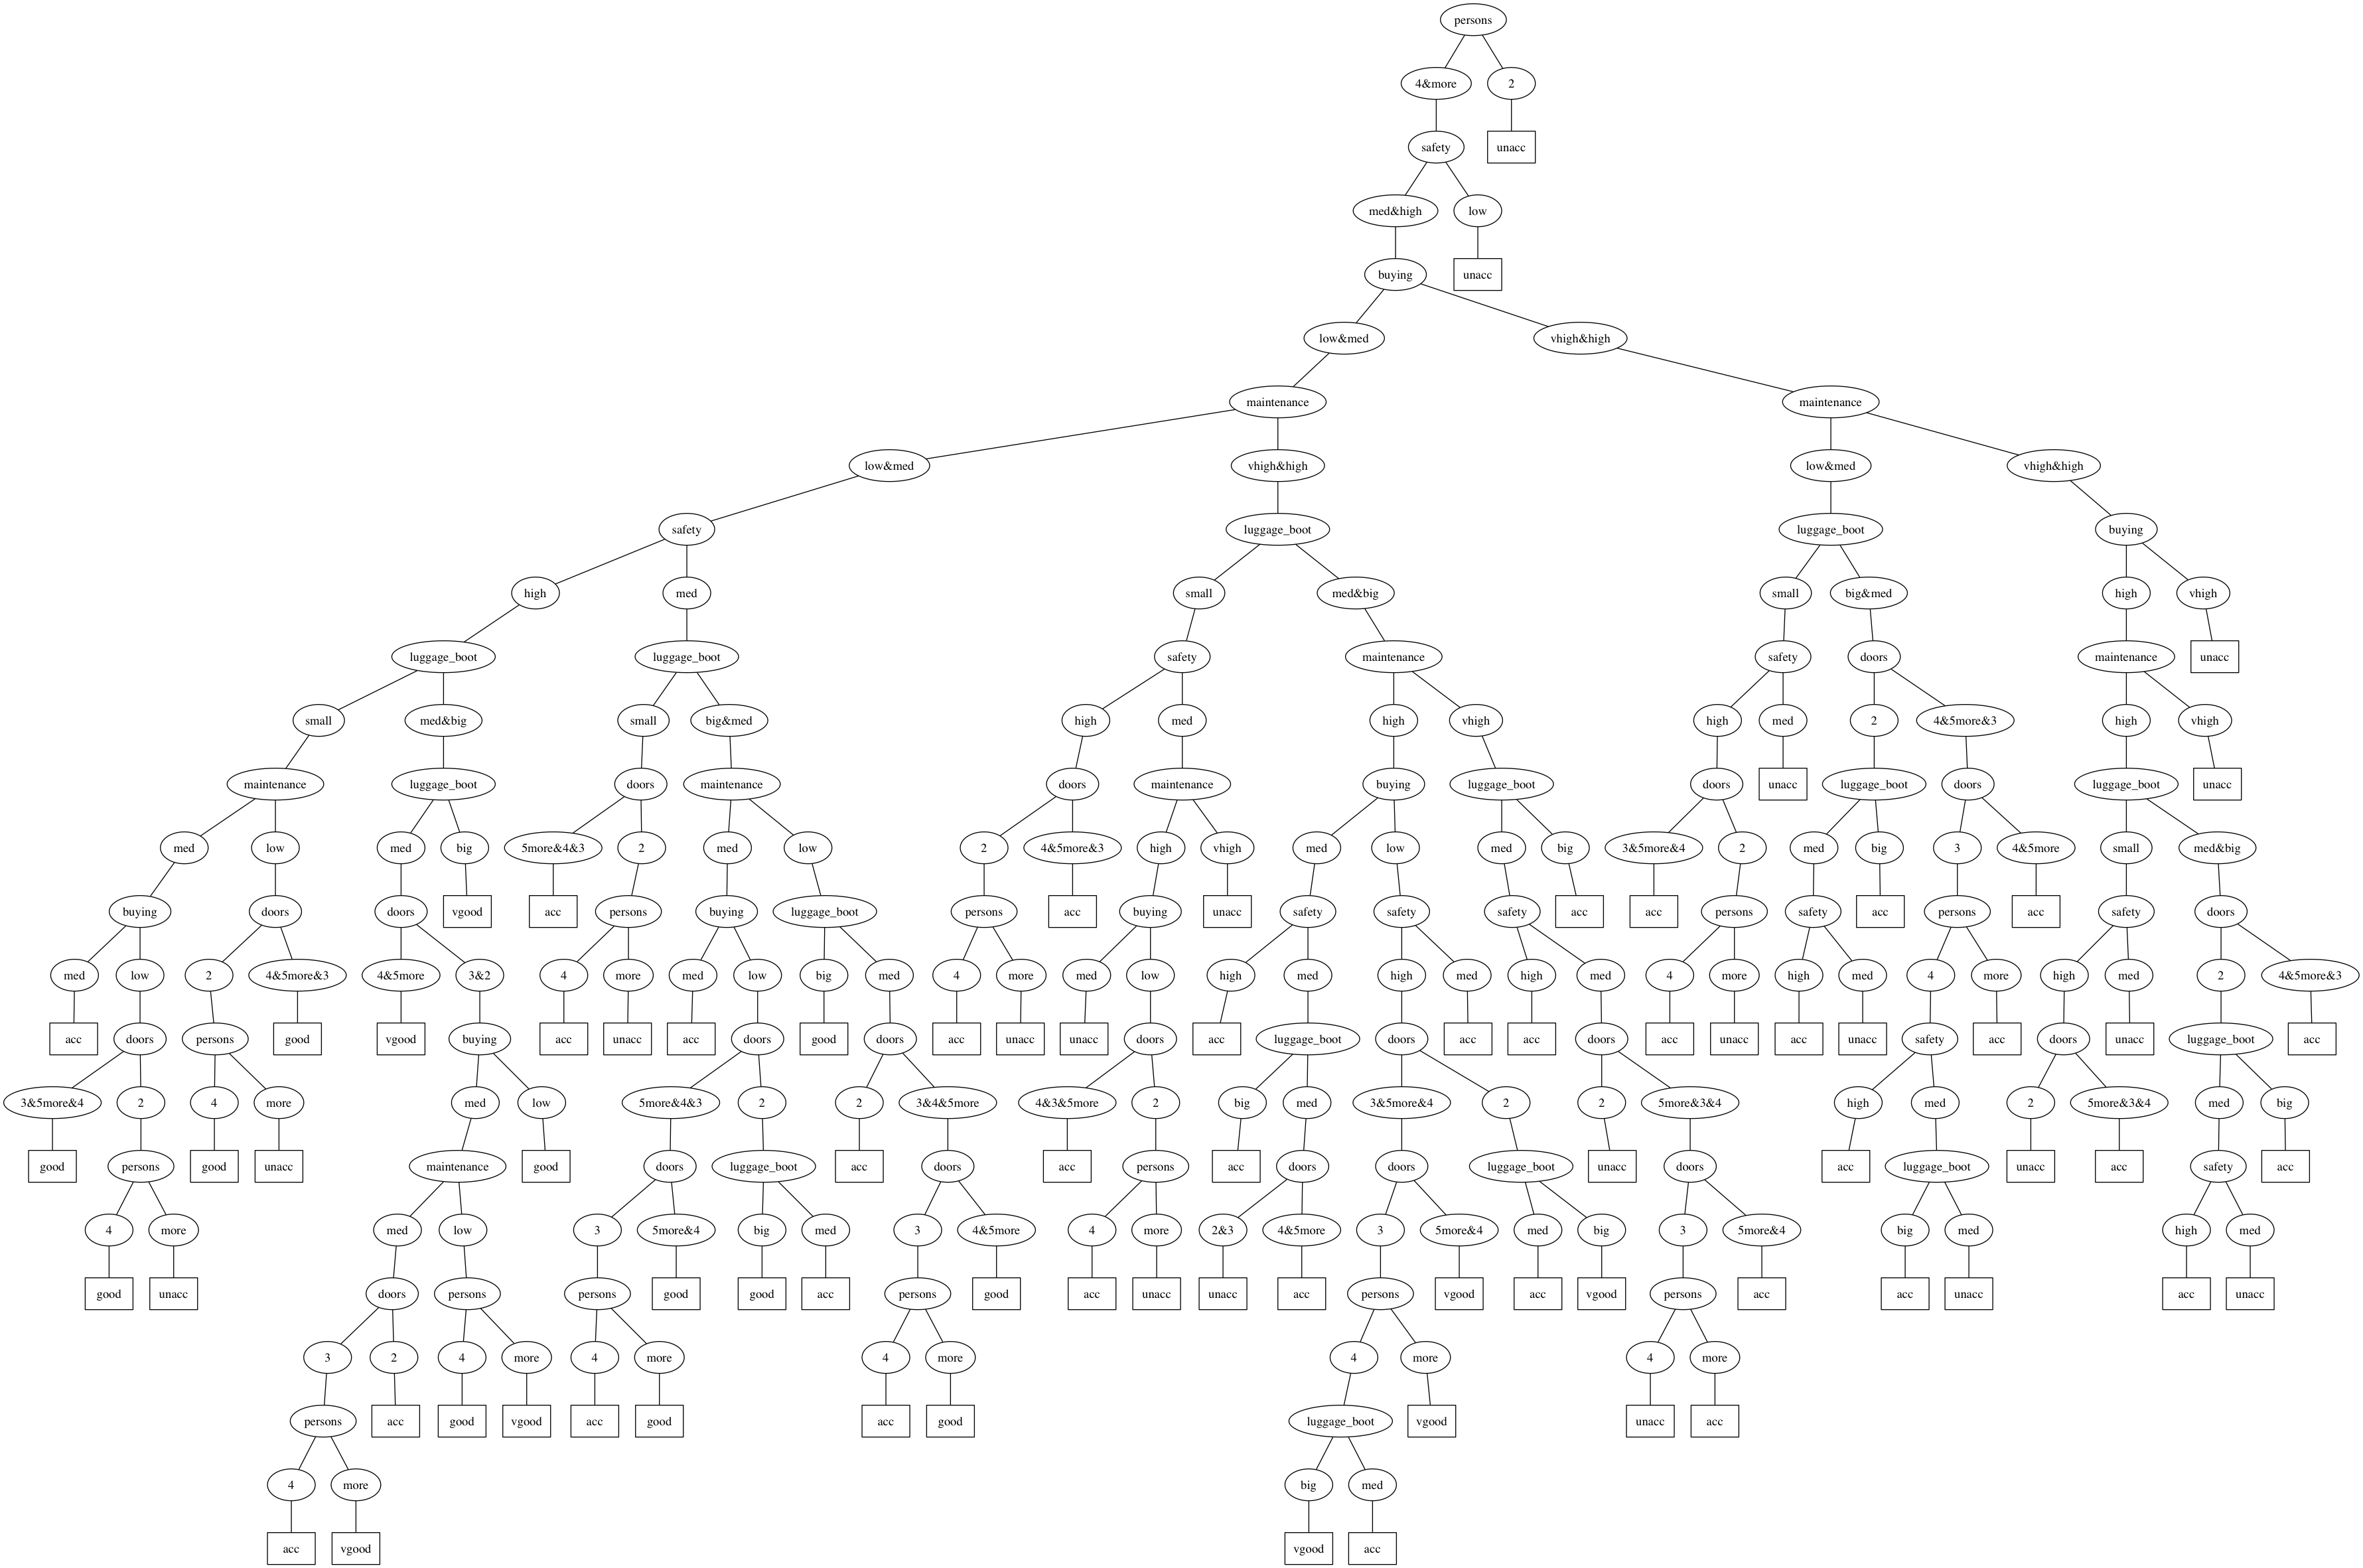 persons
4&more 2
safety unacc
med&high low
buying unacc
low&med vhigh&high
maintenance maintenance
low&med vhigh&high low&med vhigh&high
safety luggage_boot luggage_boot buying
high med small med&big small big&med high vhigh
luggage_boot luggage_boot safety maintenance safety doors maintenance unacc
small med&big small big&med high med high vhigh high med 2 4&5more&3 high vhigh
maintenance luggage_boot doors maintenance doors maintenance buying luggage_boot doors unacc luggage_boot doors luggage_boot unacc
med low med big 5more&4&3 2 med low 2 4&5more&3 high vhigh med low med big 3&5more&4 2 med big 3 4&5more small med&big
buying doors doors vgood acc persons buying luggage_boot persons acc buying unacc safety safety safety acc acc persons safety acc persons acc safety doors
med low 2 4&5more&3 4&5more 3&2 4 more med low big med 4 more med low high med high med high med 4 more high med 4 more high med 2 4&5more&3
acc doors persons good vgood buying acc unacc acc doors good doors acc unacc unacc doors acc luggage_boot doors acc acc doors acc unacc acc unacc safety acc doors unacc luggage_boot acc
3&5more&4 2 4 more med low 5more&4&3 2 2 3&4&5more 4&3&5more 2 big med 3&5more&4 2 2 5more&3&4 high med 2 5more&3&4 med big
good persons good unacc maintenance good doors luggage_boot acc doors acc persons acc doors doors luggage_boot unacc doors acc luggage_boot unacc acc safety acc
4 more med low 3 5more&4 big med 3 4&5more 4 more 2&3 4&5more 3 5more&4 med big 3 5more&4 big med high med
good unacc doors persons persons good good acc persons good acc unacc unacc acc persons vgood acc vgood persons acc acc unacc acc unacc
3 2 4 more 4 more 4 more 4 more 4 more
persons acc good vgood acc good acc good luggage_boot vgood unacc acc
4 more big med
acc vgood vgood acc